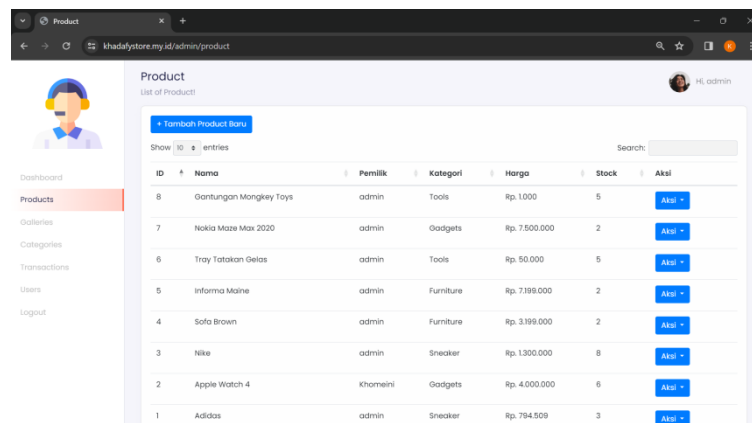 Product
khadafystore.my.id/admin/product
K
Product
List of Product!
Hi, admin
+ Tambah Product Baru
Show 10 entries
Search:
Dashboard
Products
Galleries
Categories
Transactions
Users
Logout
ID Nama Pemilik Kategori Harga Stock Aksi
8 Gantungan Mongkey Toys admin Tools Rp. 1.000 5 Aksi
7 Nokia Maze Max 2020 admin Gadgets Rp. 7.500.000 2 Aksi
6 Tray Tatakan Gelas admin Tools Rp. 50.000 5 Aksi
5 Informa Maine admin Furniture Rp. 7.199.000 2 Aksi
4 Sofa Brown admin Furniture Rp. 3.199.000 2 Aksi
3 Nike admin Sneaker Rp. 1.300.000 8 Aksi
2 Apple Watch 4 Khomeini Gadgets Rp. 4.000.000 6 Aksi
1 Adidas admin Sneaker Rp. 794.509 3 Aksi